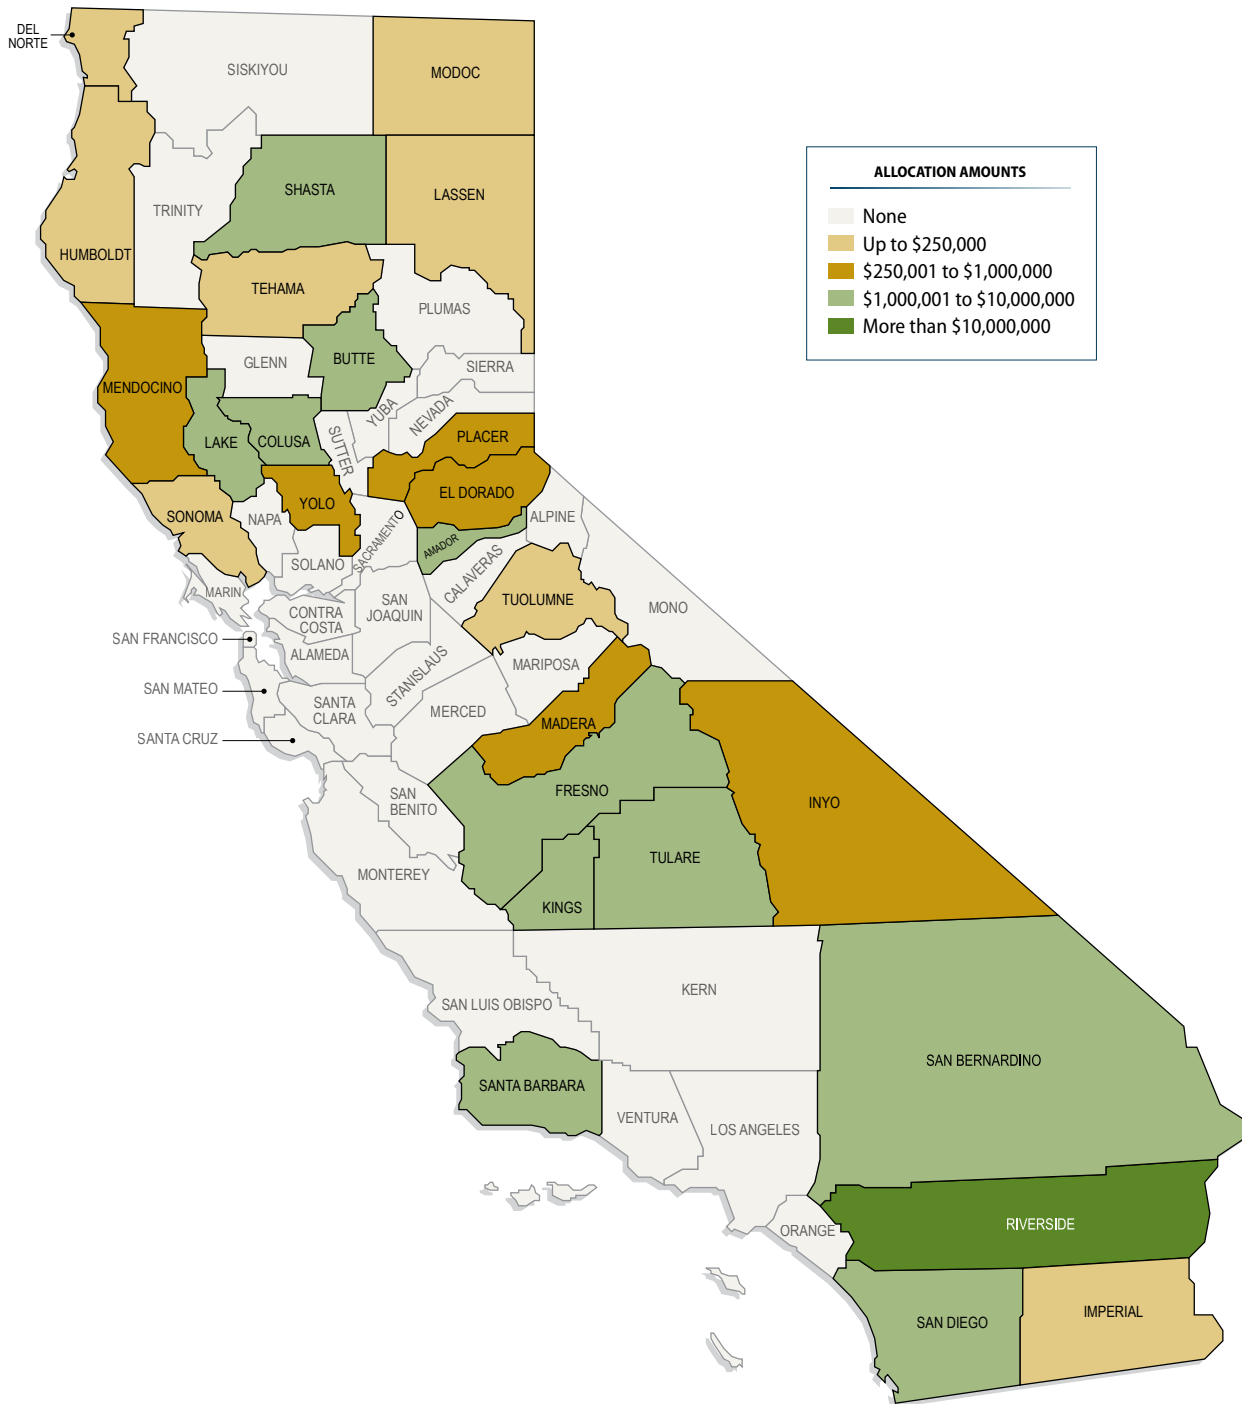 DEL
NORTE
SISKIYOU
MODOC
SHASTA
LASSEN
TRINITY
HUMBOLDT
TEHAMA
PLUMAS
GLENN
BUTTE
SIERRA
MENDOCINO
YUBA
NEVADA
LAKE
COLUSA
SUTTER
PLACER
EL DORADO
YOLO
SONOMA
NAPA
SACRAMENTO
ALPINE
AMADOR
SOLANO
CALAVERAS
MARIN
SAN
JOAQUIN
TUOLUMNE
MONO
CONTRA
COSTA
SAN FRANCISCO
ALAMEDA
STANISLAUS
MARIPOSA
SAN MATEO
SANTA
CLARA
MERCED
MADERA
SANTA CRUZ
SAN
BENITO
FRESNO
INYO
MONTEREY
TULARE
KINGS
KERN
SAN LUIS OBISPO
SAN BERNARDINO
SANTA BARBARA
VENTURA
LOS ANGELES
ORANGE
RIVERSIDE
SAN DIEGO
IMPERIAL
ALLOCATION AMOUNTS
None
Up to $250,000
$250,001 to $1,000,000
$1,000,001 to $10,000,000
More than $10,000,000